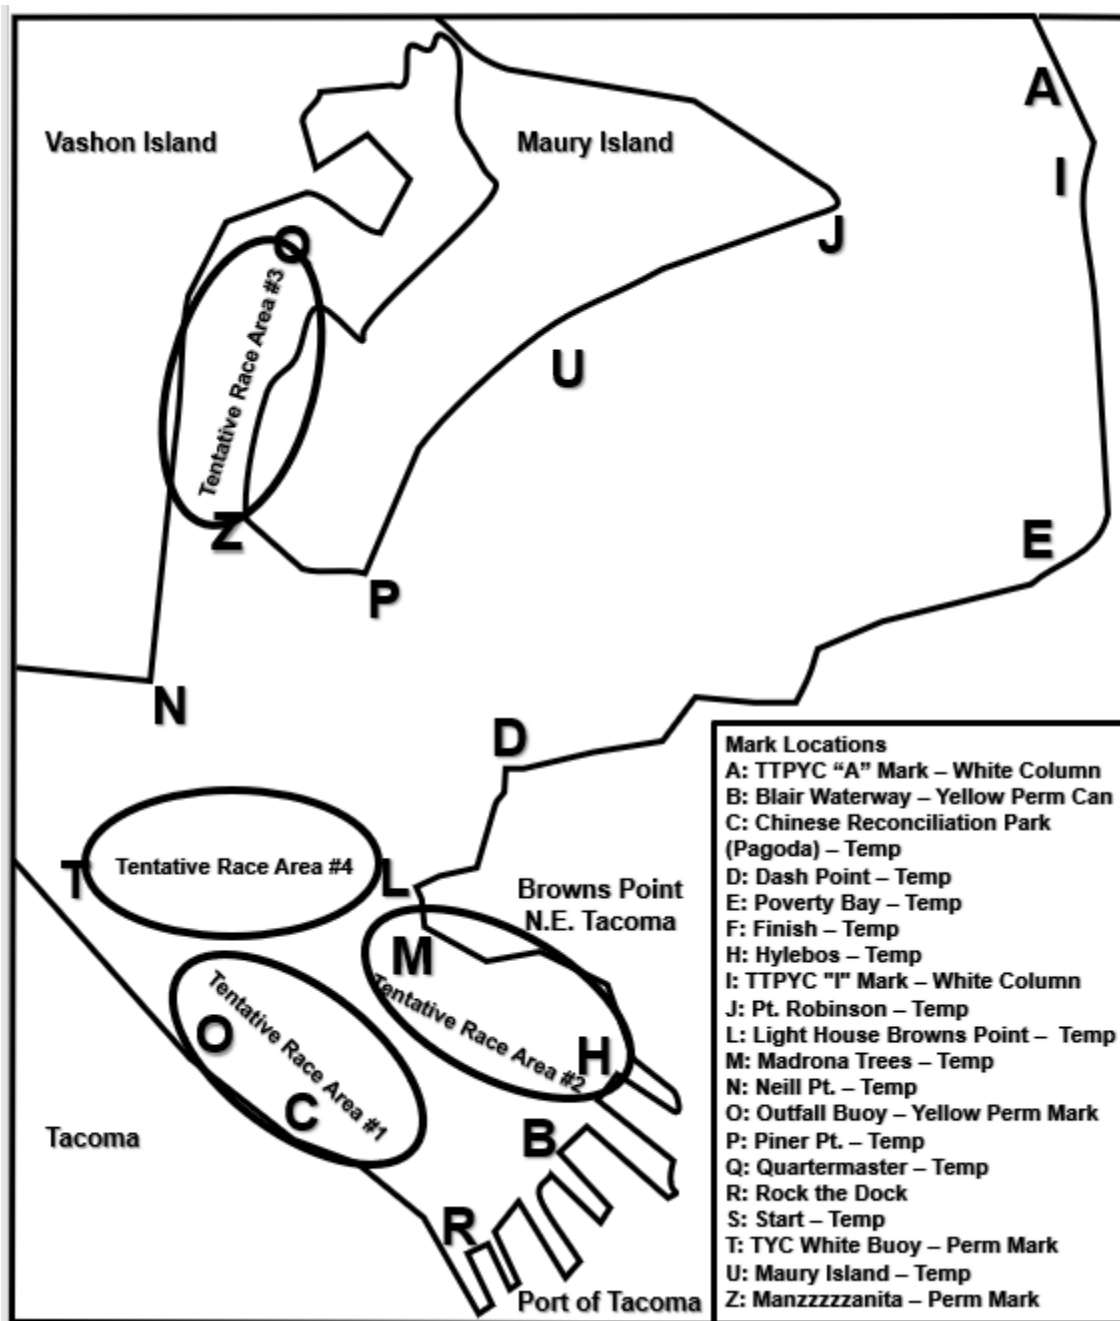 A
Vashon Island
Maury Island
I
J
Q
Tentative Race Area #3
U
Z
E
P
N
D
Tentative Race Area #4
T
L
Browns Point
N.E. Tacoma
M
Tentative Race Area #2
H
Tentative Race Area #1
O
C
B
Tacoma
R
Port of Tacoma
Mark Locations
A: TTPYC “A” Mark – White Column
B: Blair Waterway – Yellow Perm Can
C: Chinese Reconciliation Park
(Pagoda) – Temp
D: Dash Point – Temp
E: Poverty Bay – Temp
F: Finish – Temp
H: Hylebos – Temp
I: TTPYC "I" Mark – White Column
J: Pt. Robinson – Temp
L: Light House Browns Point – Temp
M: Madrona Trees – Temp
N: Neill Pt. – Temp
O: Outfall Buoy – Yellow Perm Mark
P: Piner Pt. – Temp
Q: Quartermaster – Temp
R: Rock the Dock
S: Start – Temp
T: TYC White Buoy – Perm Mark
U: Maury Island – Temp
Z: Manzzzzzanita – Perm Mark